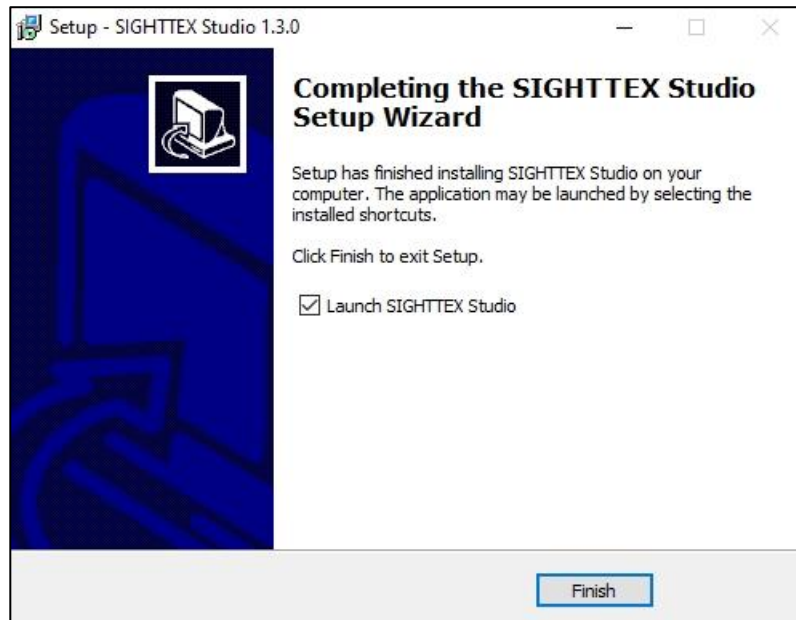 Setup - SIGHTTEX Studio 1.3.0
Completing the SIGHTTEX Studio
Setup Wizard
Setup has finished installing SIGHTTEX Studio on your
computer. The application may be launched by selecting the
installed shortcuts.
Click Finish to exit Setup.
Launch SIGHTTEX Studio
Finish